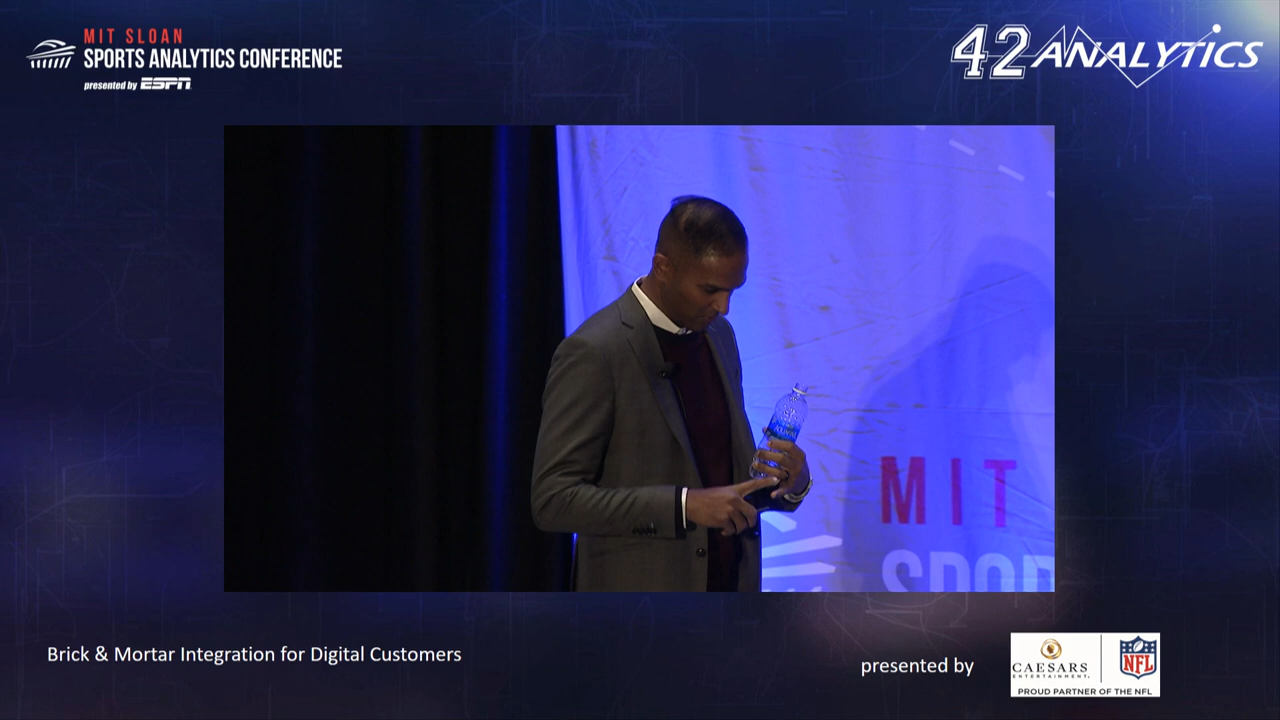 MIT SLOAN
SPORTS ANALYTICS CONFERENCE
presented by ESPN
42 ANALYTICS
MIT
SPOR
Brick & Mortar Integration for Digital Customers
presented by
CAESARS
ENTERTAINMENT.
NFL
PROUD PARTNER OF THE NFL